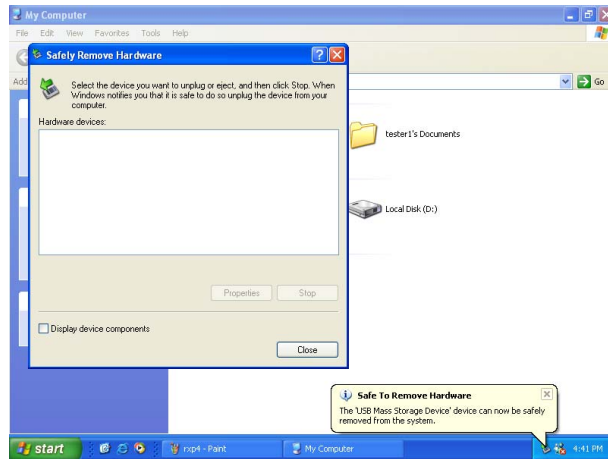 My Computer
File Edit View Favorites Tools Help
Safely Remove Hardware
Add
Go
Select the device you want to unplug or eject, and then click Stop. When
Windows notifies you that it is safe to do so unplug the device from your
computer.
Hardware devices:
tester1's Documents
Local Disk (D:)
Properties Stop
Display device components
Close
Safe To Remove Hardware
The 'USB Mass Storage Device' device can now be safely
removed from the system.
start
rxp4 - Paint
My Computer
4:41 PM